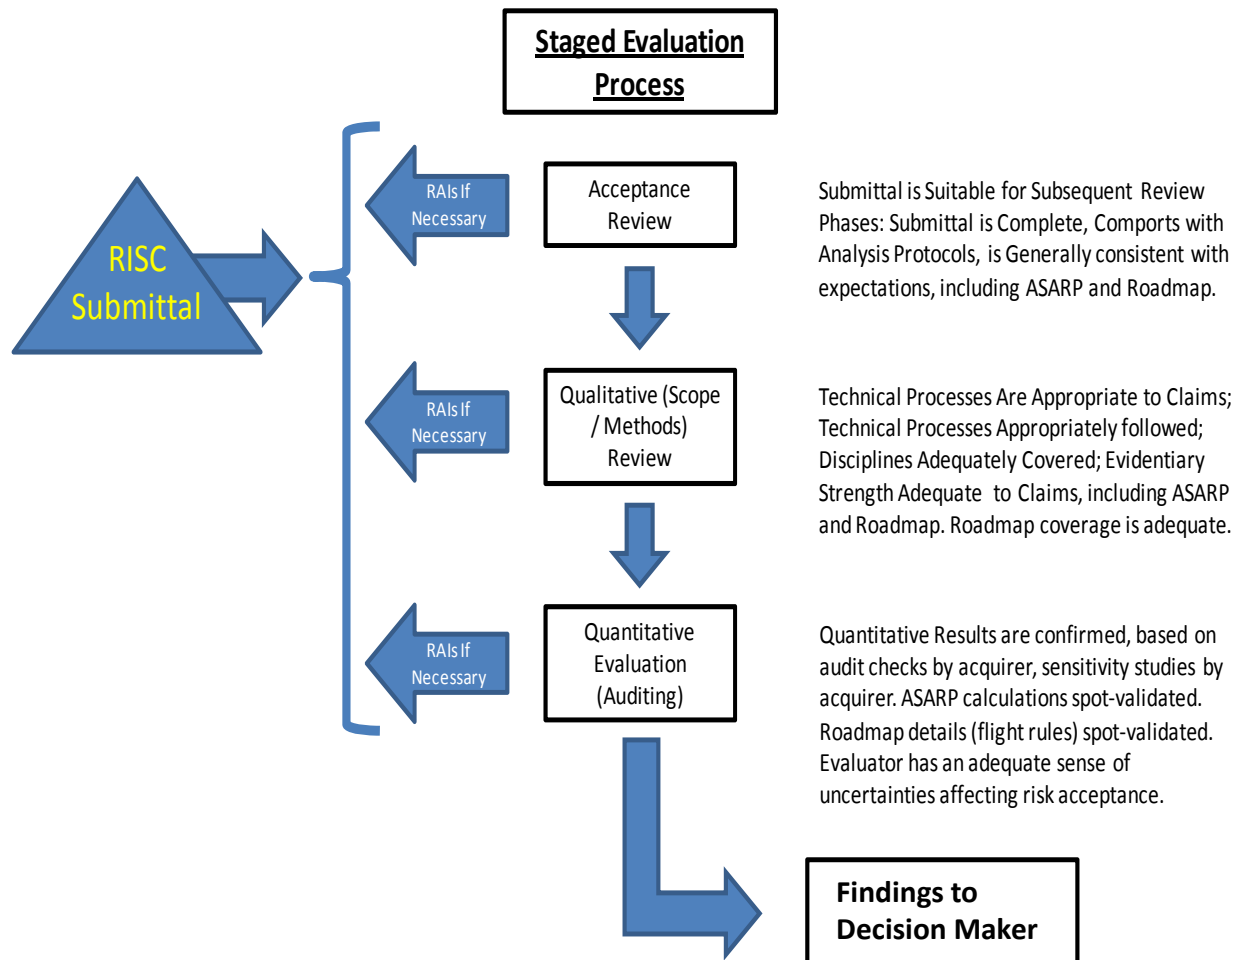 Staged Evaluation
Process
RISC
Submittal
RAIs If
Necessary
Acceptance
Review
Submittal is Suitable for Subsequent Review
Phases: Submittal is Complete, Comports with
Analysis Protocols, is Generally consistent with
expectations, including ASARP and Roadmap.
RAIs If
Necessary
Qualitative (Scope
/ Methods)
Review
Technical Processes Are Appropriate to Claims;
Technical Processes Appropriately followed;
Disciplines Adequately Covered; Evidentiary
Strength Adequate to Claims, including ASARP
and Roadmap. Roadmap coverage is adequate.
RAIs If
Necessary
Quantitative
Evaluation
(Auditing)
Quantitative Results are confirmed, based on
audit checks by acquirer, sensitivity studies by
acquirer. ASARP calculations spot-validated.
Roadmap details (flight rules) spot-validated.
Evaluator has an adequate sense of
uncertainties affecting risk acceptance.
Findings to
Decision Maker